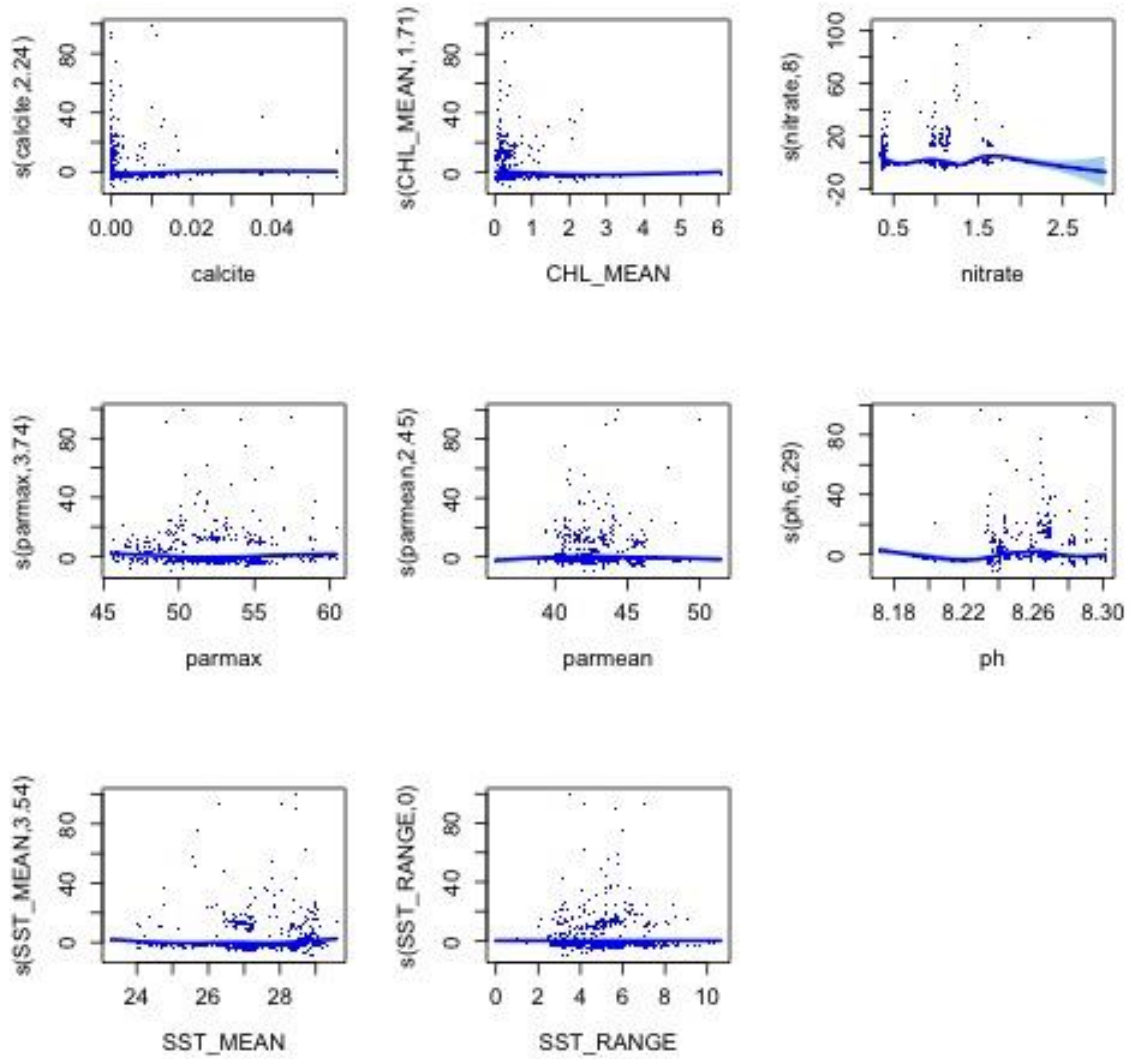 s(calcite,2.24)
0 40 80
0.00 0.02 0.04
calcite
s(CHL_MEAN,1.71)
0 40 80
0 1 2 3 4 5 6
CHL_MEAN
s(nitrate,8)
-20 20 60 100
0.5 1.5 2.5
nitrate
s(parmax,3.74)
0 40 80
45 50 55 60
parmax
s(parmean,2.45)
0 40 80
40 45 50
parmean
s(ph,6.29)
0 40 80
8.18 8.22 8.26 8.30
ph
s(SST_MEAN,3.54)
0 40 80
24 26 28
SST_MEAN
s(SST_RANGE,0)
0 40 80
0 2 4 6 8 10
SST_RANGE